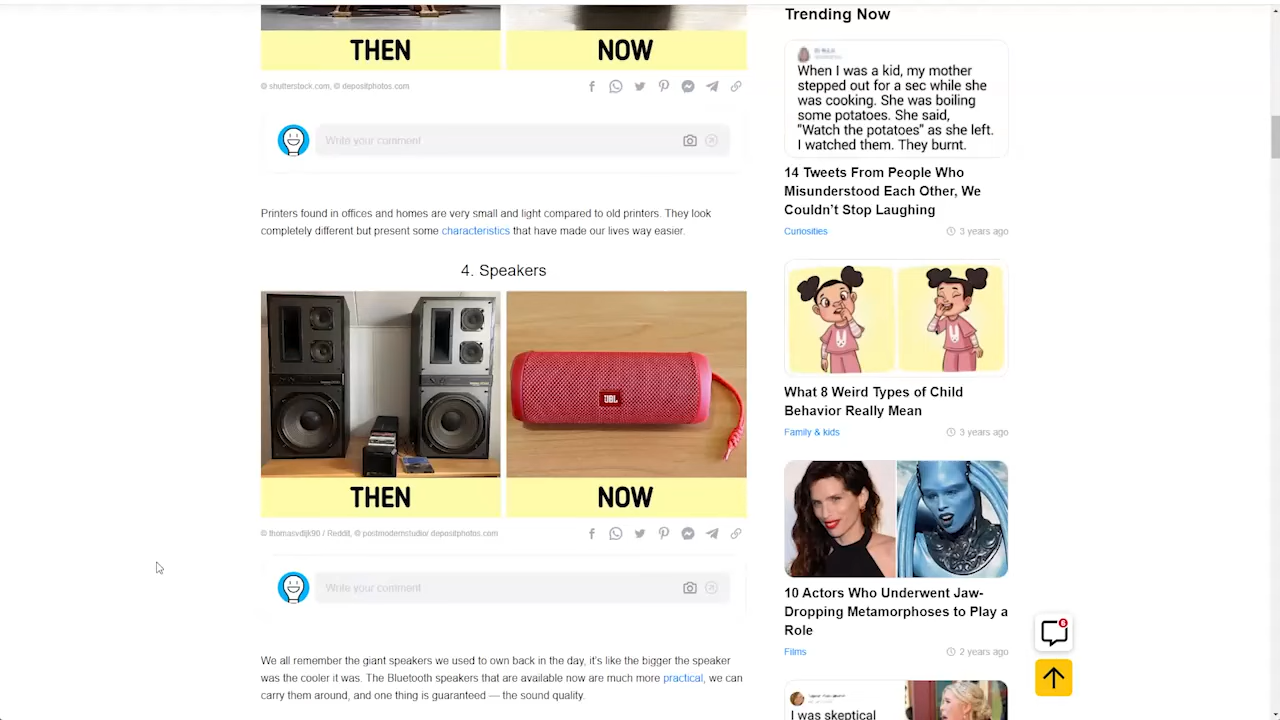 THEN
NOW
© shutterstock.com, © depositphotos.com
Write your comment
Printers found in offices and homes are very small and light compared to old printers. They look
completely different but present some characteristics that have made our lives way easier.
4. Speakers
JBL
THEN
NOW
© thomasvdtjk90 / Reddit, © postmodernstudio/ depositphotos.com
Write your comment
We all remember the giant speakers we used to own back in the day, it's like the bigger the speaker
was the cooler it was. The Bluetooth speakers that are available now are much more practical, we can
carry them around, and one thing is guaranteed — the sound quality.
Trending Now
When I was a kid, my mother
stepped out for a sec while she
was cooking. She was boiling
some potatoes. She said,
"Watch the potatoes" as she left.
I watched them. They burnt.
14 Tweets From People Who
Misunderstood Each Other, We
Couldn't Stop Laughing
Curiosities
3 years ago
What 8 Weird Types of Child
Behavior Really Mean
Family & kids
3 years ago
10 Actors Who Underwent Jaw-
Dropping Metamorphoses to Play a
Role
Films
2 years ago
6
I was skeptical